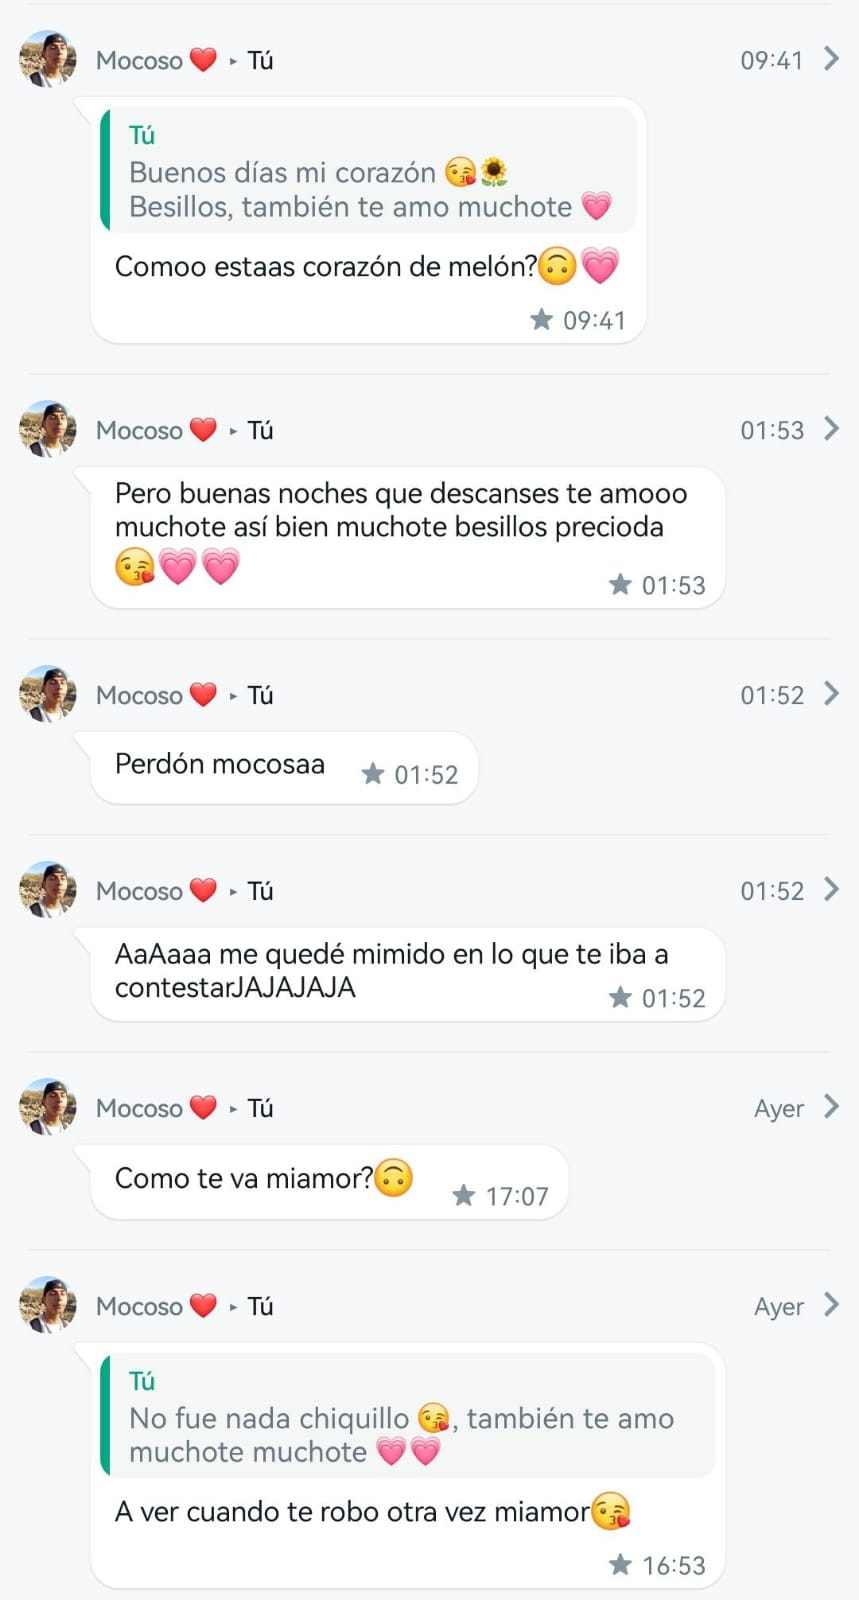 Mocoso ❤️ ▸ Tú 09:41
Tú
Buenos días mi corazón 😘🌻
Besillos, también te amo muchote 💗
Comoo estaas corazón de melón?🙃💗
★ 09:41
Mocoso ❤️ ▸ Tú 01:53
Pero buenas noches que descanses te amooo
muchote así bien muchote besillos precioda
😘💗💗
★ 01:53
Mocoso ❤️ ▸ Tú 01:52
Perdón mocosaa ★ 01:52
Mocoso ❤️ ▸ Tú 01:52
AaAaaa me quedé mimido en lo que te iba a
contestarJAJAJAJA ★ 01:52
Mocoso ❤️ ▸ Tú Ayer
Como te va miamor?🙃 ★ 17:07
Mocoso ❤️ ▸ Tú Ayer
Tú
No fue nada chiquillo 😘, también te amo
muchote muchote 💗💗
A ver cuando te robo otra vez miamor😘
★ 16:53